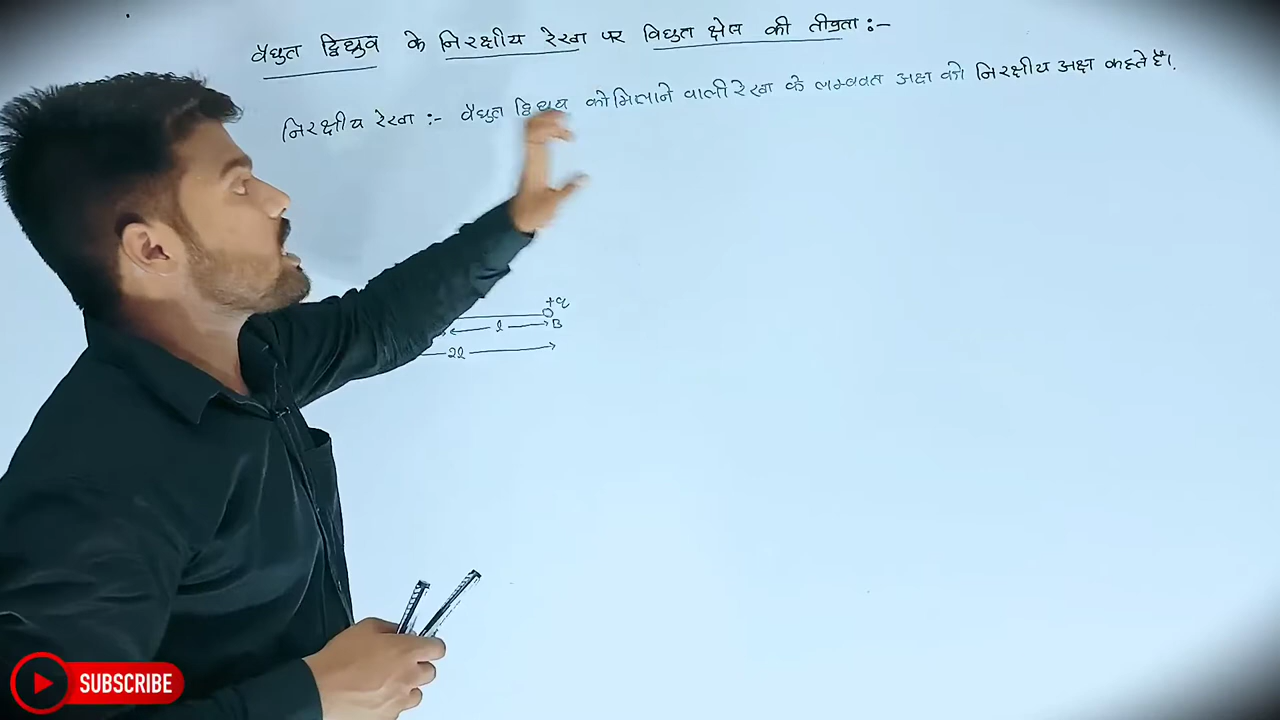 वैद्युत द्विध्रुव के निरक्षीय रेखा पर विद्युत क्षेत्र की तीव्रता :-
निरक्षीय रेखा :- वैद्युत द्विध्रुव को मिलाने वाली रेखा के लम्बवत अक्ष को निरक्षीय अक्ष कहते है।
+q
l B
2l
SUBSCRIBE